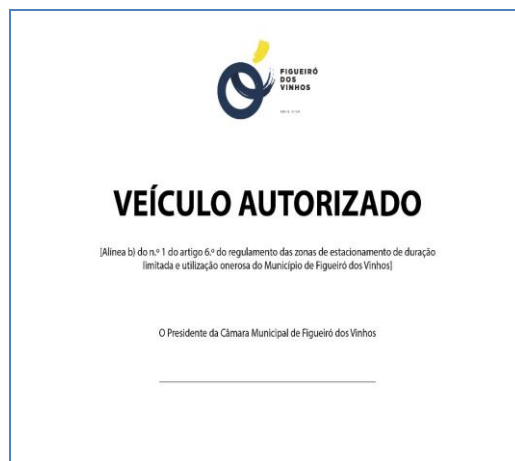 FIGUEIRÓ
DOS
VINHOS
VEÍCULO AUTORIZADO
[Alínea b) do n.º 1 do artigo 6.º do regulamento das zonas de estacionamento de duração
limitada e utilização onerosa do Município de Figueiró dos Vinhos]
O Presidente da Câmara Municipal de Figueiró dos Vinhos